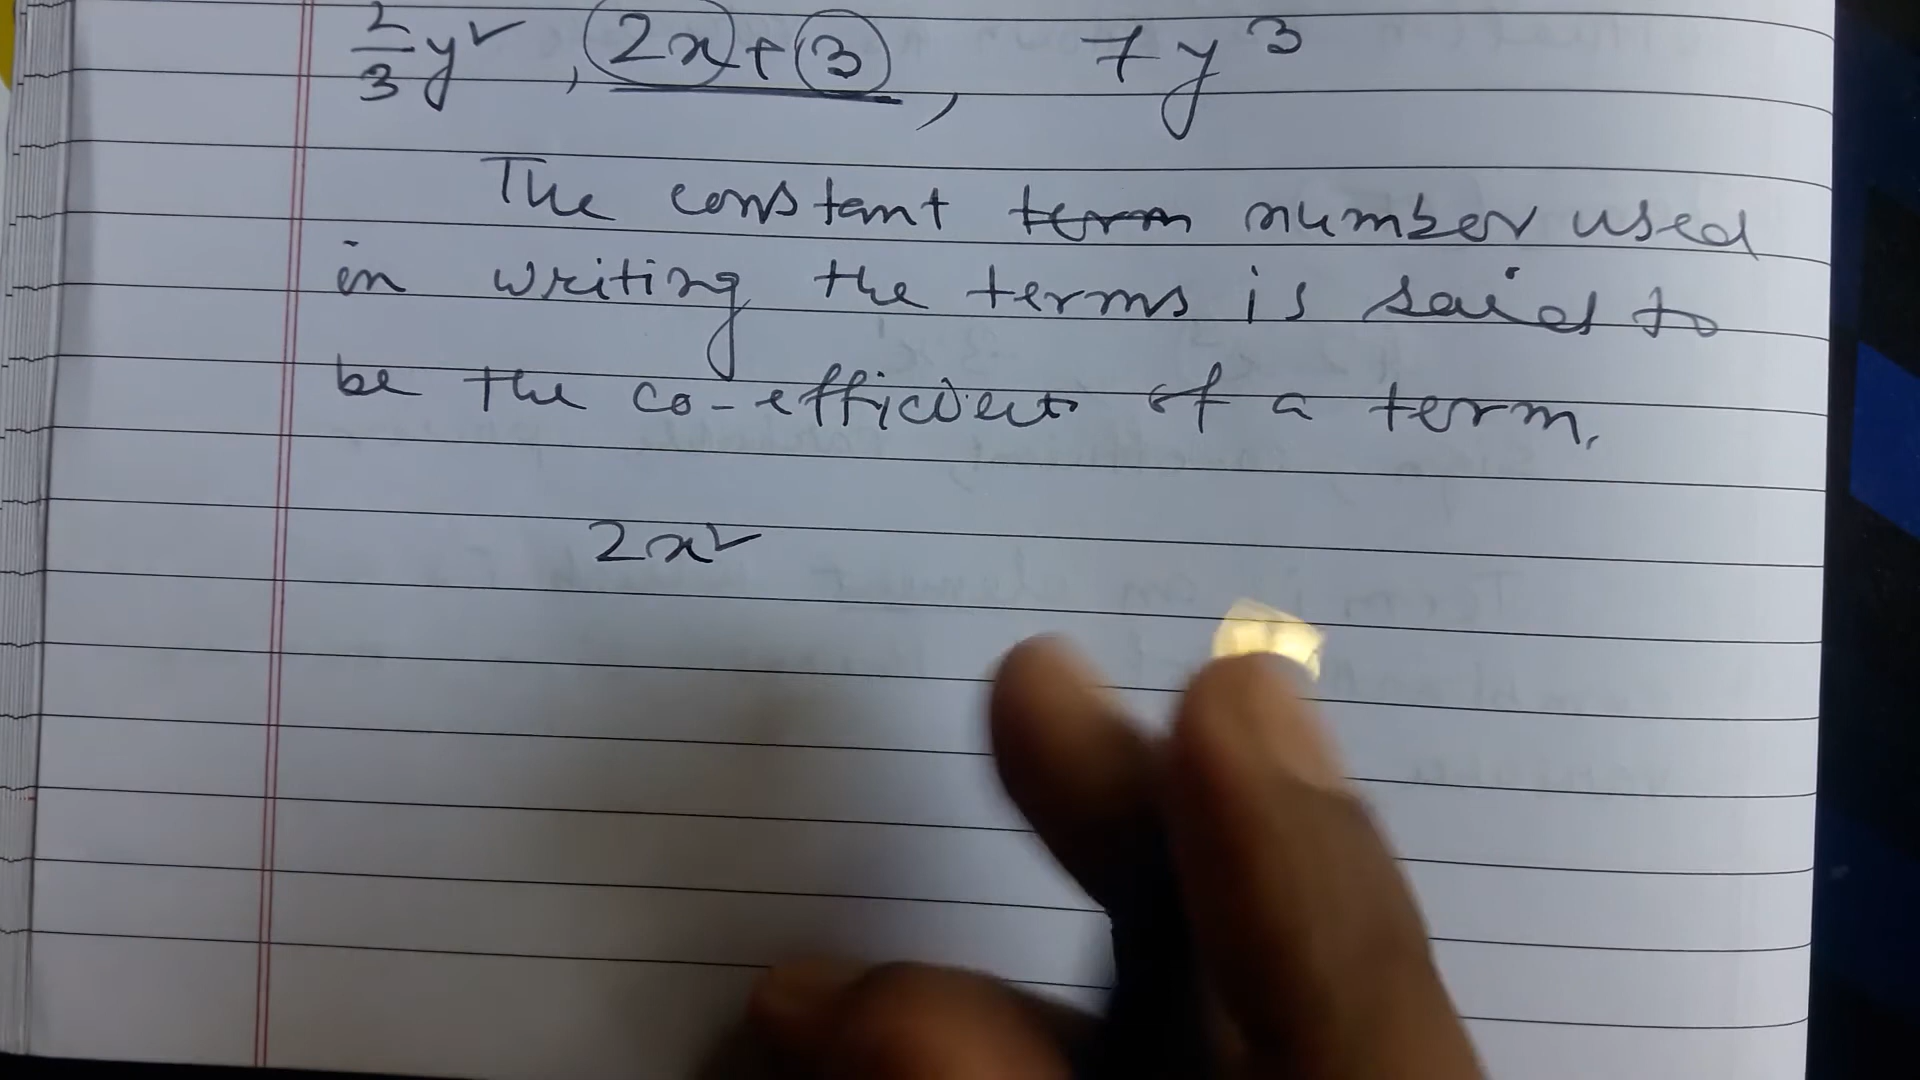 2/3 y², 2x + 3, 7y³
The constant term number used
in writing the terms is said to
be the co-efficient of a term.
2x²